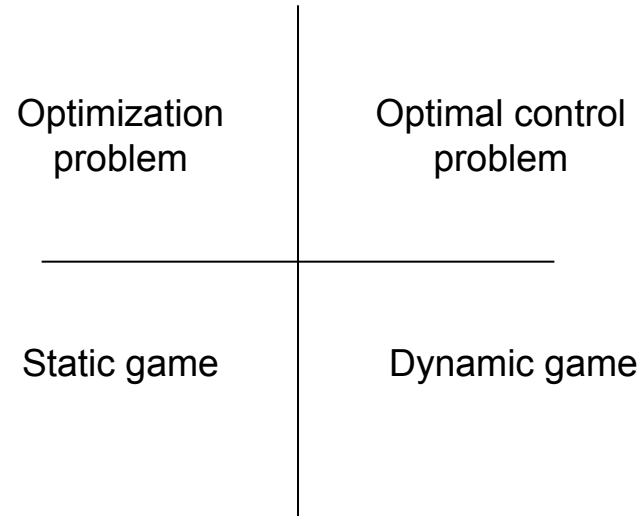 Optimization
problem
Optimal control
problem
Static game
Dynamic game